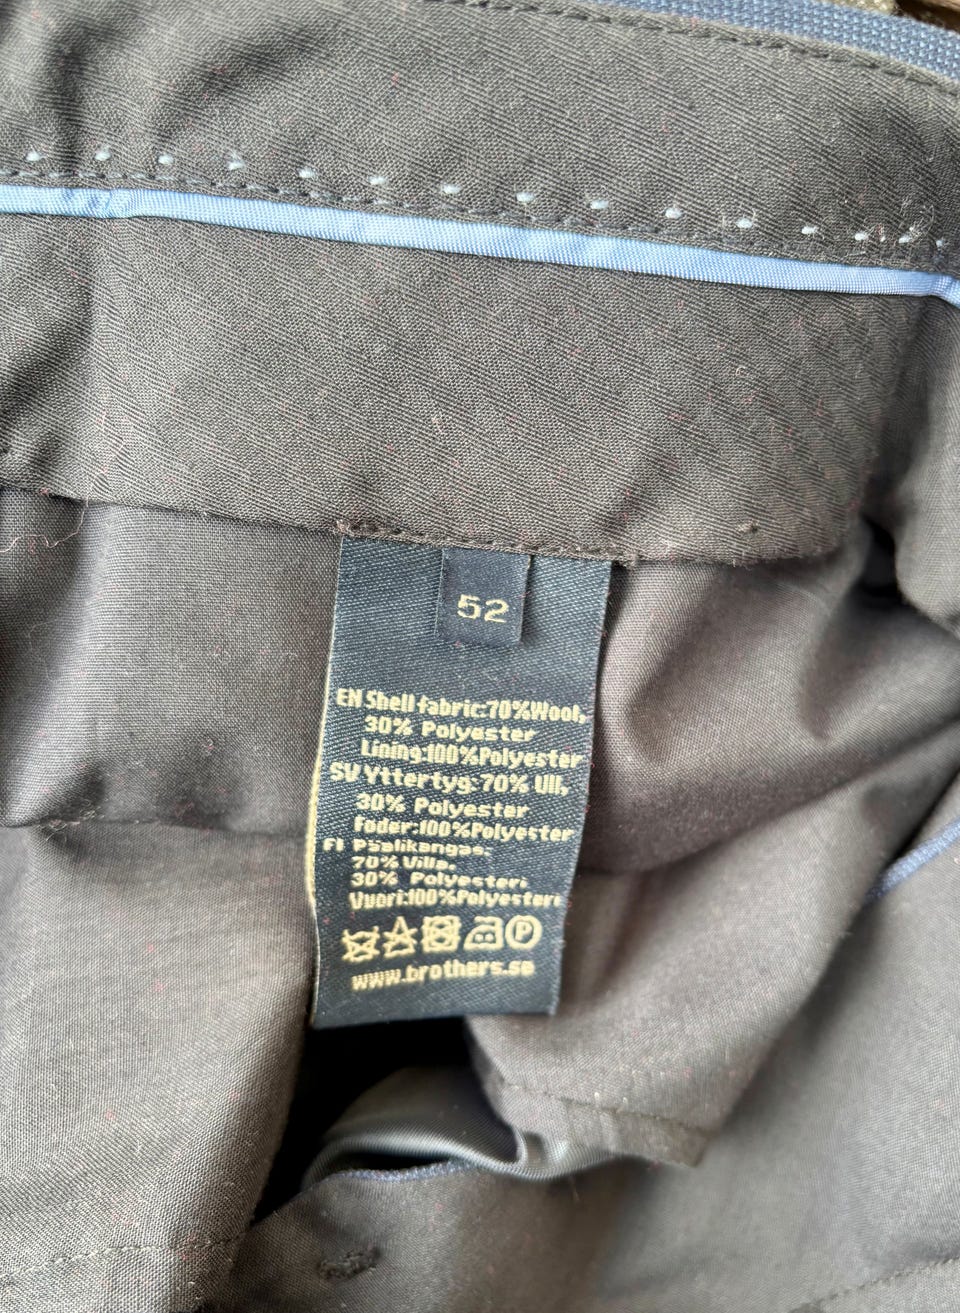 52
EN Shell fabric:70%Wool,
30% Polyester
Lining:100%Polyester
SV Yttertyg:70% Ull,
30% Polyester
Foder:100%Polyester
FI Päälikangas:
70% Villa,
30% Polyesteri
Vuori:100%Polyesteri
P
www.brothers.se